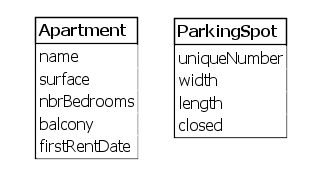 Apartment
name
surface
nbrBedrooms
balcony
firstRentDate
ParkingSpot
uniqueNumber
width
length
closed